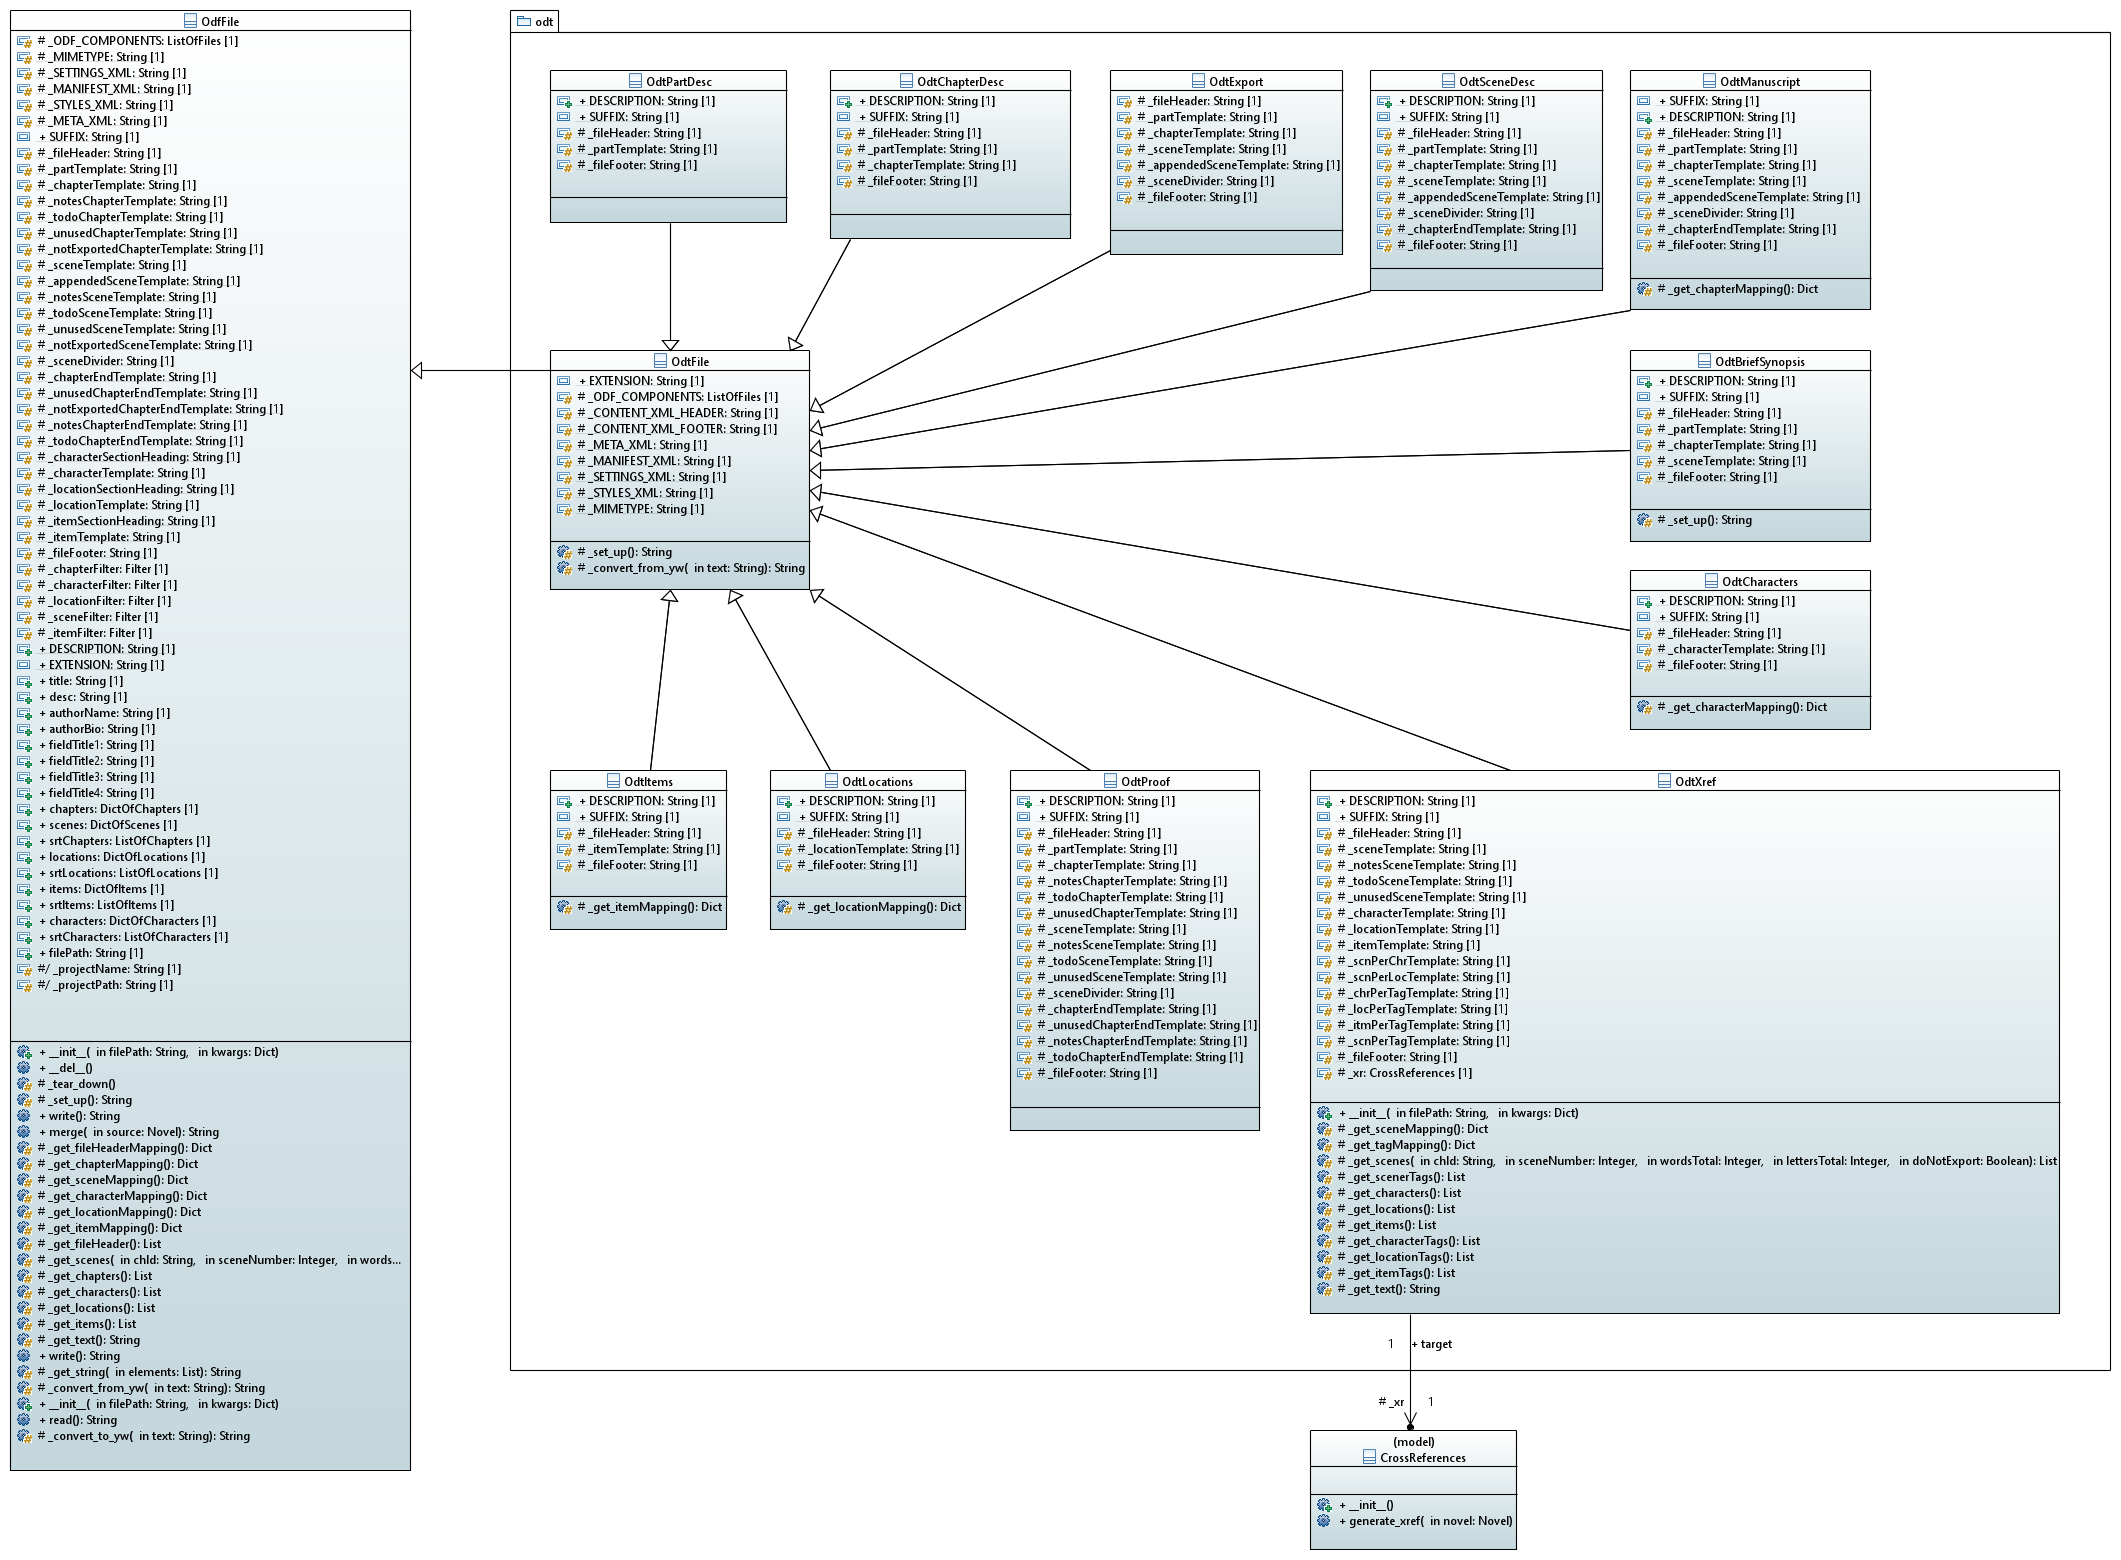 OdfFile
# _ODF_COMPONENTS: ListOfFiles [1]
# _MIMETYPE: String [1]
# _SETTINGS_XML: String [1]
# _MANIFEST_XML: String [1]
# _STYLES_XML: String [1]
# _META_XML: String [1]
+ SUFFIX: String [1]
# _fileHeader: String [1]
# _partTemplate: String [1]
# _chapterTemplate: String [1]
# _notesChapterTemplate: String [1]
# _todoChapterTemplate: String [1]
# _unusedChapterTemplate: String [1]
# _notExportedChapterTemplate: String [1]
# _sceneTemplate: String [1]
# _appendedSceneTemplate: String [1]
# _notesSceneTemplate: String [1]
# _todoSceneTemplate: String [1]
# _unusedSceneTemplate: String [1]
# _notExportedSceneTemplate: String [1]
# _sceneDivider: String [1]
# _chapterEndTemplate: String [1]
# _unusedChapterEndTemplate: String [1]
# _notExportedChapterEndTemplate: String [1]
# _notesChapterEndTemplate: String [1]
# _todoChapterEndTemplate: String [1]
# _characterSectionHeading: String [1]
# _characterTemplate: String [1]
# _locationSectionHeading: String [1]
# _locationTemplate: String [1]
# _itemSectionHeading: String [1]
# _itemTemplate: String [1]
# _fileFooter: String [1]
# _chapterFilter: Filter [1]
# _characterFilter: Filter [1]
# _locationFilter: Filter [1]
# _sceneFilter: Filter [1]
# _itemFilter: Filter [1]
+ DESCRIPTION: String [1]
+ EXTENSION: String [1]
+ title: String [1]
+ desc: String [1]
+ authorName: String [1]
+ authorBio: String [1]
+ fieldTitle1: String [1]
+ fieldTitle2: String [1]
+ fieldTitle3: String [1]
+ fieldTitle4: String [1]
+ chapters: DictOfChapters [1]
+ scenes: DictOfScenes [1]
+ srtChapters: ListOfChapters [1]
+ locations: DictOfLocations [1]
+ srtLocations: ListOfLocations [1]
+ items: DictOfItems [1]
+ srtItems: ListOfItems [1]
+ characters: DictOfCharacters [1]
+ srtCharacters: ListOfCharacters [1]
+ filePath: String [1]
#/ _projectName: String [1]
#/ _projectPath: String [1]
+ __init__( in filePath: String, in kwargs: Dict)
+ __del__()
# _tear_down()
# _set_up(): String
+ write(): String
+ merge( in source: Novel): String
# _get_fileHeaderMapping(): Dict
# _get_chapterMapping(): Dict
# _get_sceneMapping(): Dict
# _get_characterMapping(): Dict
# _get_locationMapping(): Dict
# _get_itemMapping(): Dict
# _get_fileHeader(): List
# _get_scenes( in chId: String, in sceneNumber: Integer, in words...
# _get_chapters(): List
# _get_characters(): List
# _get_locations(): List
# _get_items(): List
# _get_text(): String
+ write(): String
# _get_string( in elements: List): String
# _convert_from_yw( in text: String): String
+ __init__( in filePath: String, in kwargs: Dict)
+ read(): String
# _convert_to_yw( in text: String): String
odt
OdtPartDesc
+ DESCRIPTION: String [1]
+ SUFFIX: String [1]
# _fileHeader: String [1]
# _partTemplate: String [1]
# _fileFooter: String [1]
OdtChapterDesc
+ DESCRIPTION: String [1]
+ SUFFIX: String [1]
# _fileHeader: String [1]
# _partTemplate: String [1]
# _chapterTemplate: String [1]
# _fileFooter: String [1]
OdtExport
# _fileHeader: String [1]
# _partTemplate: String [1]
# _chapterTemplate: String [1]
# _sceneTemplate: String [1]
# _appendedSceneTemplate: String [1]
# _sceneDivider: String [1]
# _fileFooter: String [1]
OdtSceneDesc
+ DESCRIPTION: String [1]
+ SUFFIX: String [1]
# _fileHeader: String [1]
# _partTemplate: String [1]
# _chapterTemplate: String [1]
# _sceneTemplate: String [1]
# _appendedSceneTemplate: String [1]
# _sceneDivider: String [1]
# _chapterEndTemplate: String [1]
# _fileFooter: String [1]
OdtManuscript
+ SUFFIX: String [1]
+ DESCRIPTION: String [1]
# _fileHeader: String [1]
# _partTemplate: String [1]
# _chapterTemplate: String [1]
# _sceneTemplate: String [1]
# _appendedSceneTemplate: String [1]
# _sceneDivider: String [1]
# _chapterEndTemplate: String [1]
# _fileFooter: String [1]
# _get_chapterMapping(): Dict
OdtFile
+ EXTENSION: String [1]
# _ODF_COMPONENTS: ListOfFiles [1]
# _CONTENT_XML_HEADER: String [1]
# _CONTENT_XML_FOOTER: String [1]
# _META_XML: String [1]
# _MANIFEST_XML: String [1]
# _SETTINGS_XML: String [1]
# _STYLES_XML: String [1]
# _MIMETYPE: String [1]
# _set_up(): String
# _convert_from_yw( in text: String): String
OdtBriefSynopsis
+ DESCRIPTION: String [1]
+ SUFFIX: String [1]
# _fileHeader: String [1]
# _partTemplate: String [1]
# _chapterTemplate: String [1]
# _sceneTemplate: String [1]
# _fileFooter: String [1]
# _set_up(): String
OdtCharacters
+ DESCRIPTION: String [1]
+ SUFFIX: String [1]
# _fileHeader: String [1]
# _characterTemplate: String [1]
# _fileFooter: String [1]
# _get_characterMapping(): Dict
OdtItems
+ DESCRIPTION: String [1]
+ SUFFIX: String [1]
# _fileHeader: String [1]
# _itemTemplate: String [1]
# _fileFooter: String [1]
# _get_itemMapping(): Dict
OdtLocations
+ DESCRIPTION: String [1]
+ SUFFIX: String [1]
# _fileHeader: String [1]
# _locationTemplate: String [1]
# _fileFooter: String [1]
# _get_locationMapping(): Dict
OdtProof
+ DESCRIPTION: String [1]
+ SUFFIX: String [1]
# _fileHeader: String [1]
# _partTemplate: String [1]
# _chapterTemplate: String [1]
# _notesChapterTemplate: String [1]
# _todoChapterTemplate: String [1]
# _unusedChapterTemplate: String [1]
# _sceneTemplate: String [1]
# _notesSceneTemplate: String [1]
# _todoSceneTemplate: String [1]
# _unusedSceneTemplate: String [1]
# _sceneDivider: String [1]
# _chapterEndTemplate: String [1]
# _unusedChapterEndTemplate: String [1]
# _notesChapterEndTemplate: String [1]
# _todoChapterEndTemplate: String [1]
# _fileFooter: String [1]
OdtXref
+ DESCRIPTION: String [1]
+ SUFFIX: String [1]
# _fileHeader: String [1]
# _sceneTemplate: String [1]
# _notesSceneTemplate: String [1]
# _todoSceneTemplate: String [1]
# _unusedSceneTemplate: String [1]
# _characterTemplate: String [1]
# _locationTemplate: String [1]
# _itemTemplate: String [1]
# _scnPerChrTemplate: String [1]
# _scnPerLocTemplate: String [1]
# _chrPerTagTemplate: String [1]
# _locPerTagTemplate: String [1]
# _itmPerTagTemplate: String [1]
# _scnPerTagTemplate: String [1]
# _fileFooter: String [1]
# _xr: CrossReferences [1]
+ __init__( in filePath: String, in kwargs: Dict)
# _get_sceneMapping(): Dict
# _get_tagMapping(): Dict
# _get_scenes( in chId: String, in sceneNumber: Integer, in wordsTotal: Integer, in lettersTotal: Integer, in doNotExport: Boolean): List
# _get_scenerTags(): List
# _get_characters(): List
# _get_locations(): List
# _get_items(): List
# _get_characterTags(): List
# _get_locationTags(): List
# _get_itemTags(): List
# _get_text(): String
1 + target
# _xr 1
(model)
CrossReferences
+ __init__()
+ generate_xref( in novel: Novel)